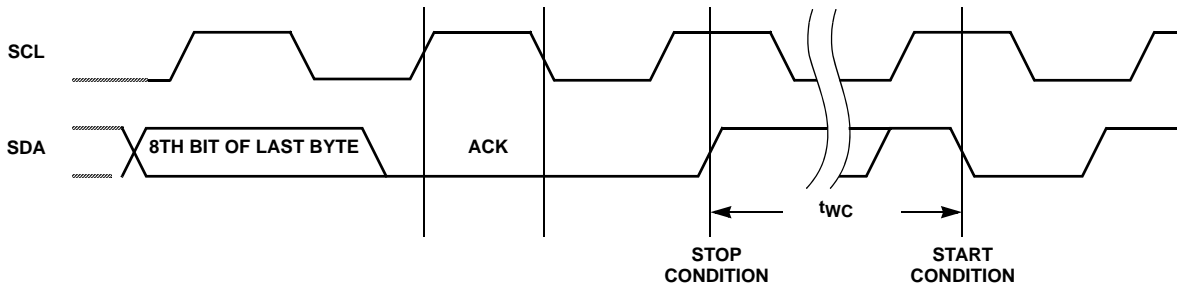 SCL
SDA
8TH BIT OF LAST BYTE
ACK
tWC
STOP
CONDITION
START
CONDITION